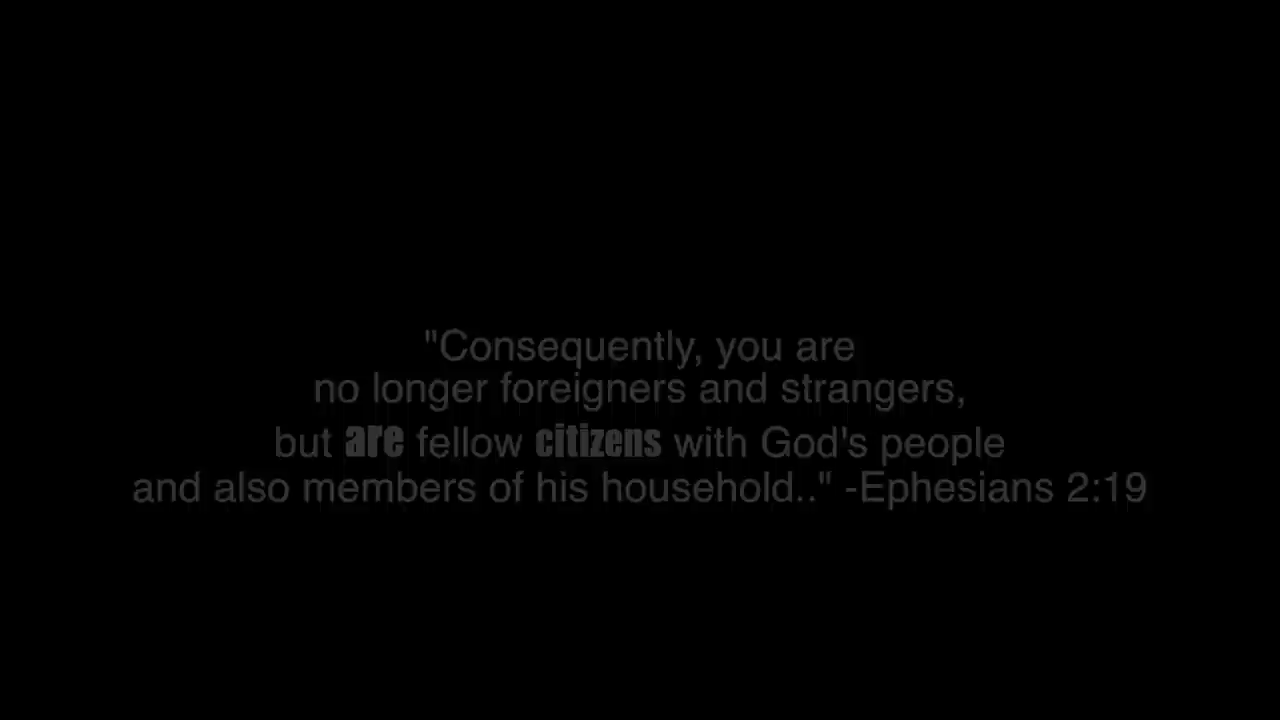 "Consequently, you are
no longer foreigners and strangers,
but are fellow citizens with God's people
and also members of his household.." -Ephesians 2:19